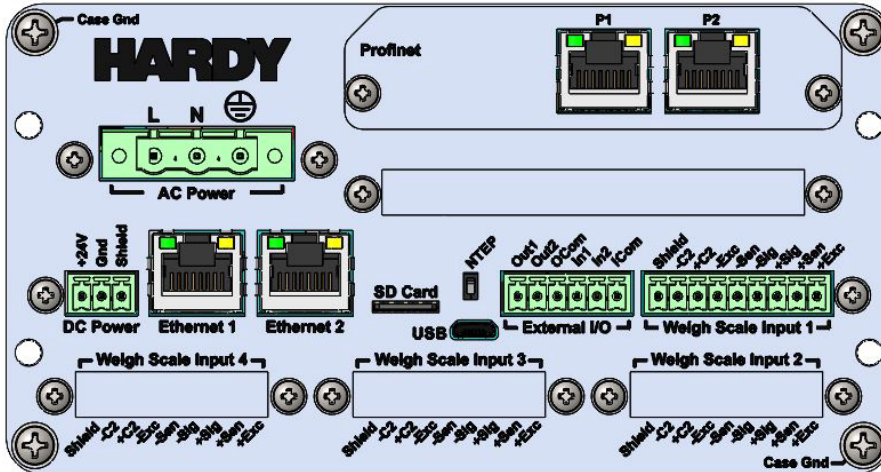 Case Gnd
HARDY
Profinet
P1
P2
L N
AC Power
+24V
Gnd
Shield
DC Power
Ethernet 1
Ethernet 2
SD Card
NTEP
USB
Out1
Out2
OCom
In1
In2
ICom
External I/O
Shield
-C2
+C2
-Exc
-Sen
-Sig
+Sig
+Sen
+Exc
Weigh Scale Input 1
Weigh Scale Input 4
Shield
-C2
+C2
-Exc
-Sen
-Sig
+Sig
+Sen
+Exc
Weigh Scale Input 3
Shield
-C2
+C2
-Exc
-Sen
-Sig
+Sig
+Sen
+Exc
Weigh Scale Input 2
Shield
-C2
+C2
-Exc
-Sen
-Sig
+Sig
+Sen
+Exc
Case Gnd